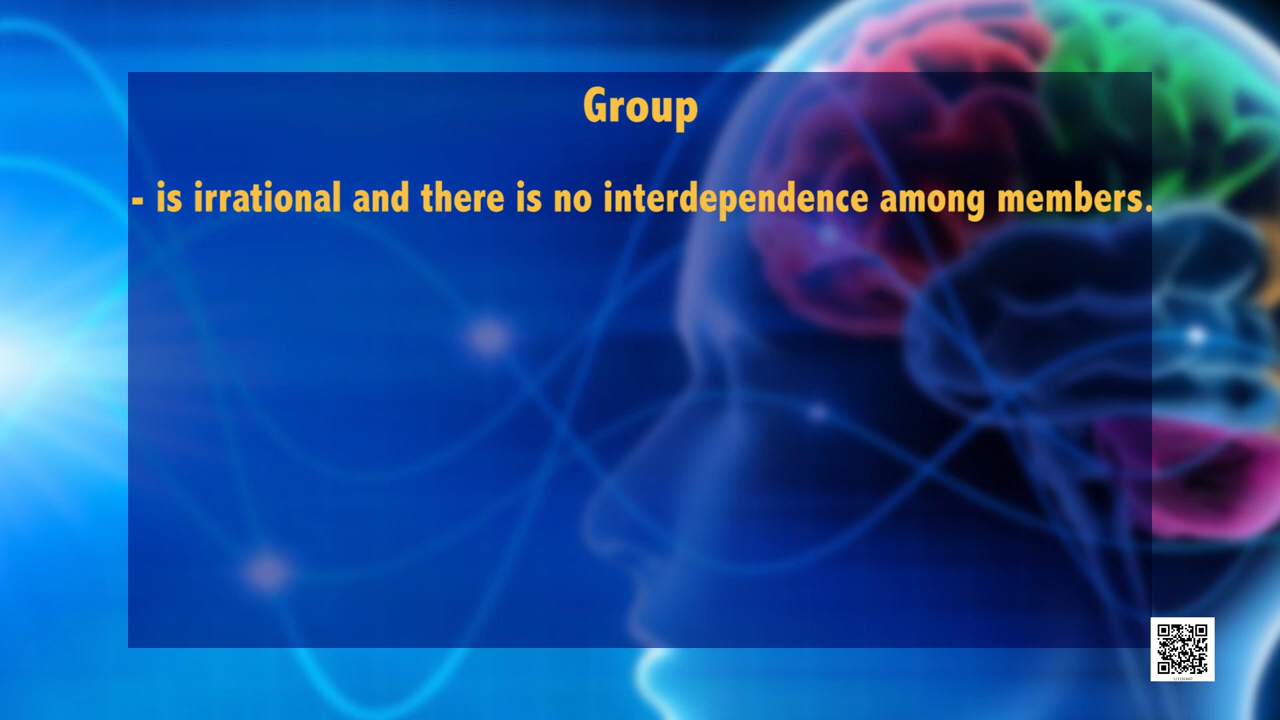 Group
- is irrational and there is no interdependence among members.